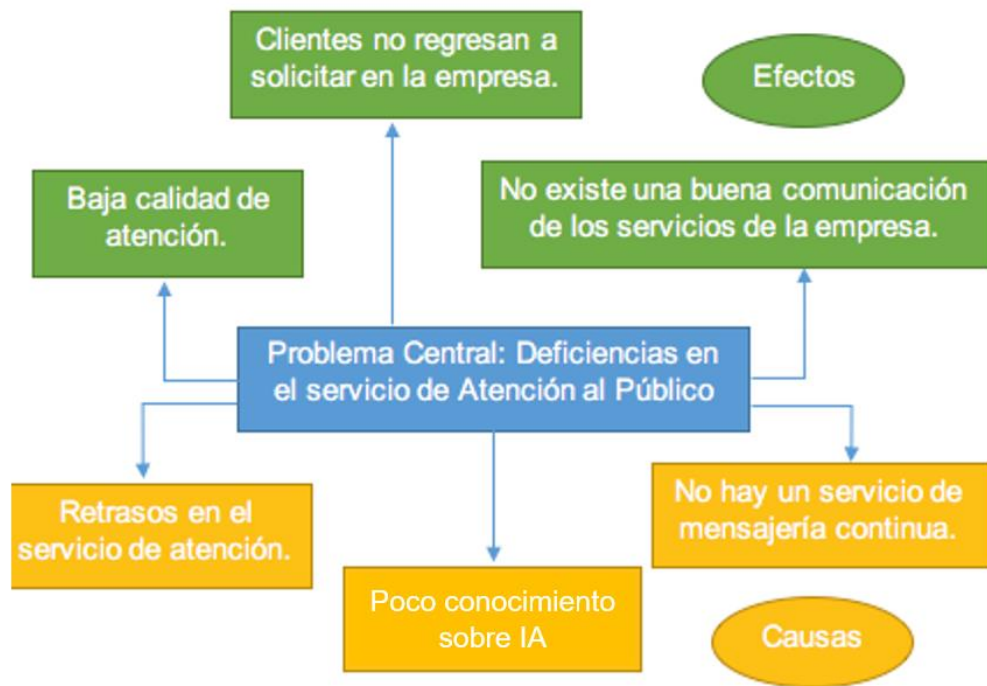 Clientes no regresan a
solicitar en la empresa.
Efectos
Baja calidad de
atención.
No existe una buena comunicación
de los servicios de la empresa.
Problema Central: Deficiencias en
el servicio de Atención al Público
Retrasos en el
servicio de atención.
No hay un servicio de
mensajería continua.
Poco conocimiento
sobre IA
Causas